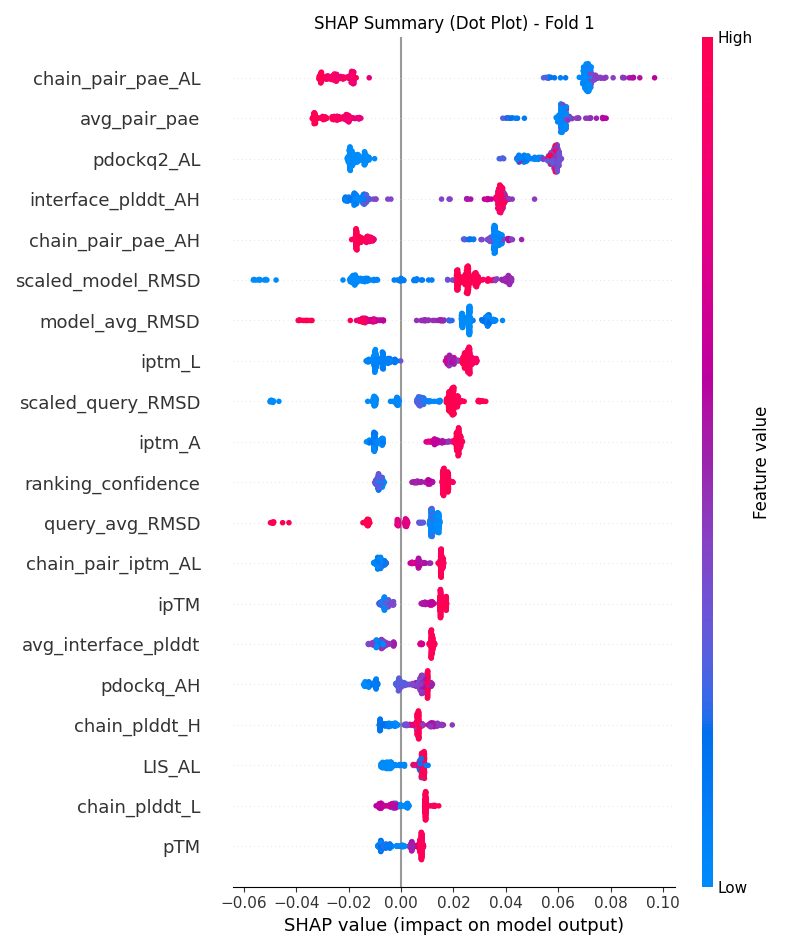 SHAP Summary (Dot Plot) - Fold 1
High
chain_pair_pae_AL
avg_pair_pae
pdockq2_AL
interface_plddt_AH
chain_pair_pae_AH
scaled_model_RMSD
model_avg_RMSD
iptm_L
scaled_query_RMSD
iptm_A
ranking_confidence
query_avg_RMSD
chain_pair_iptm_AL
ipTM
avg_interface_plddt
pdockq_AH
chain_plddt_H
LIS_AL
chain_plddt_L
pTM
Feature value
Low
−0.06 −0.04 −0.02 0.00 0.02 0.04 0.06 0.08 0.10
SHAP value (impact on model output)